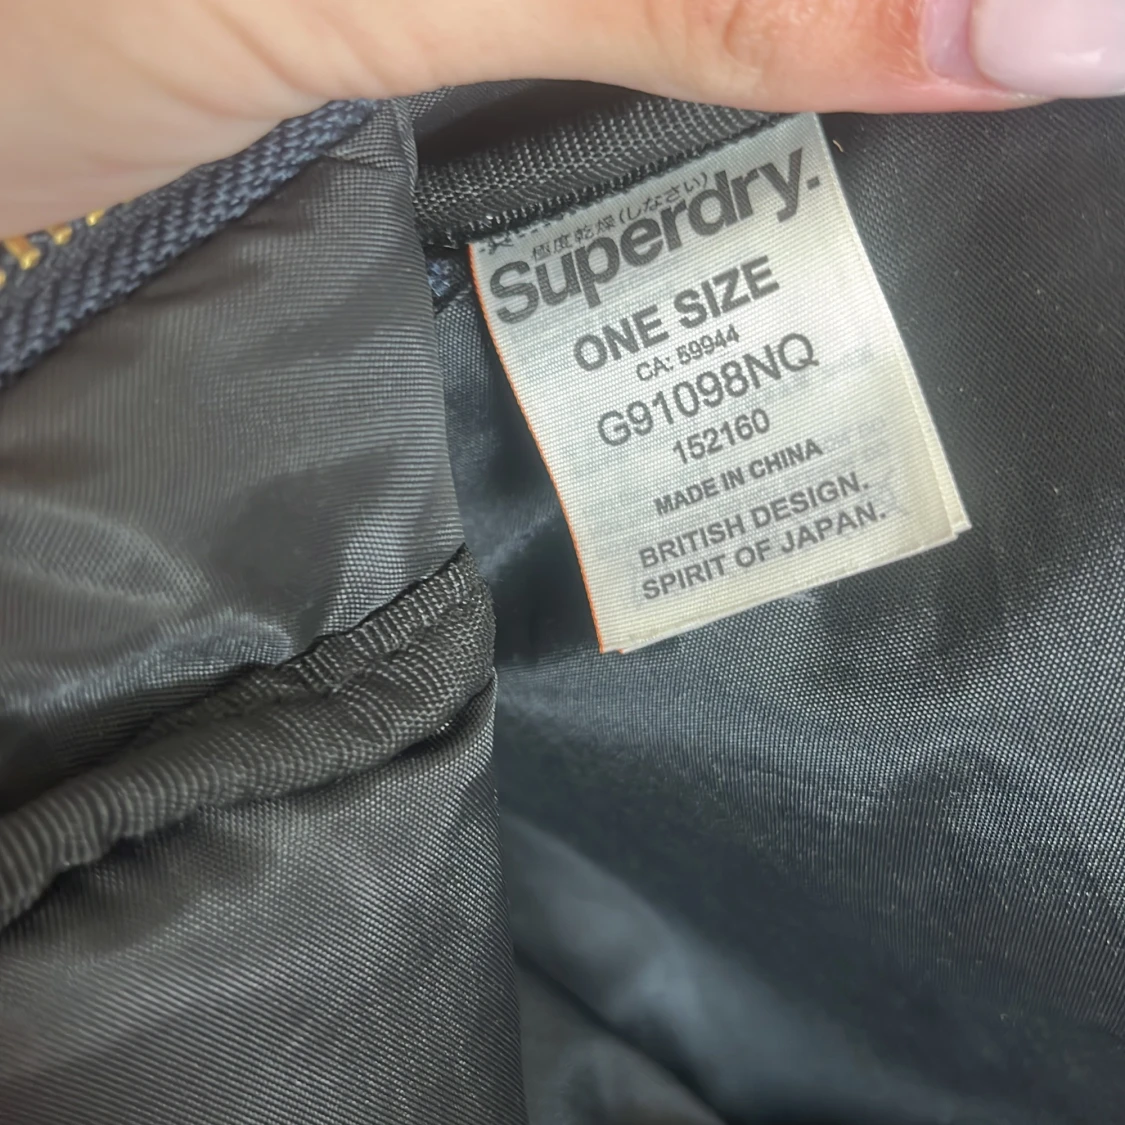 極度乾燥(しなさい)
Superdry.
ONE SIZE
CA: 59944
G91098NQ
152160
MADE IN CHINA
BRITISH DESIGN.
SPIRIT OF JAPAN.